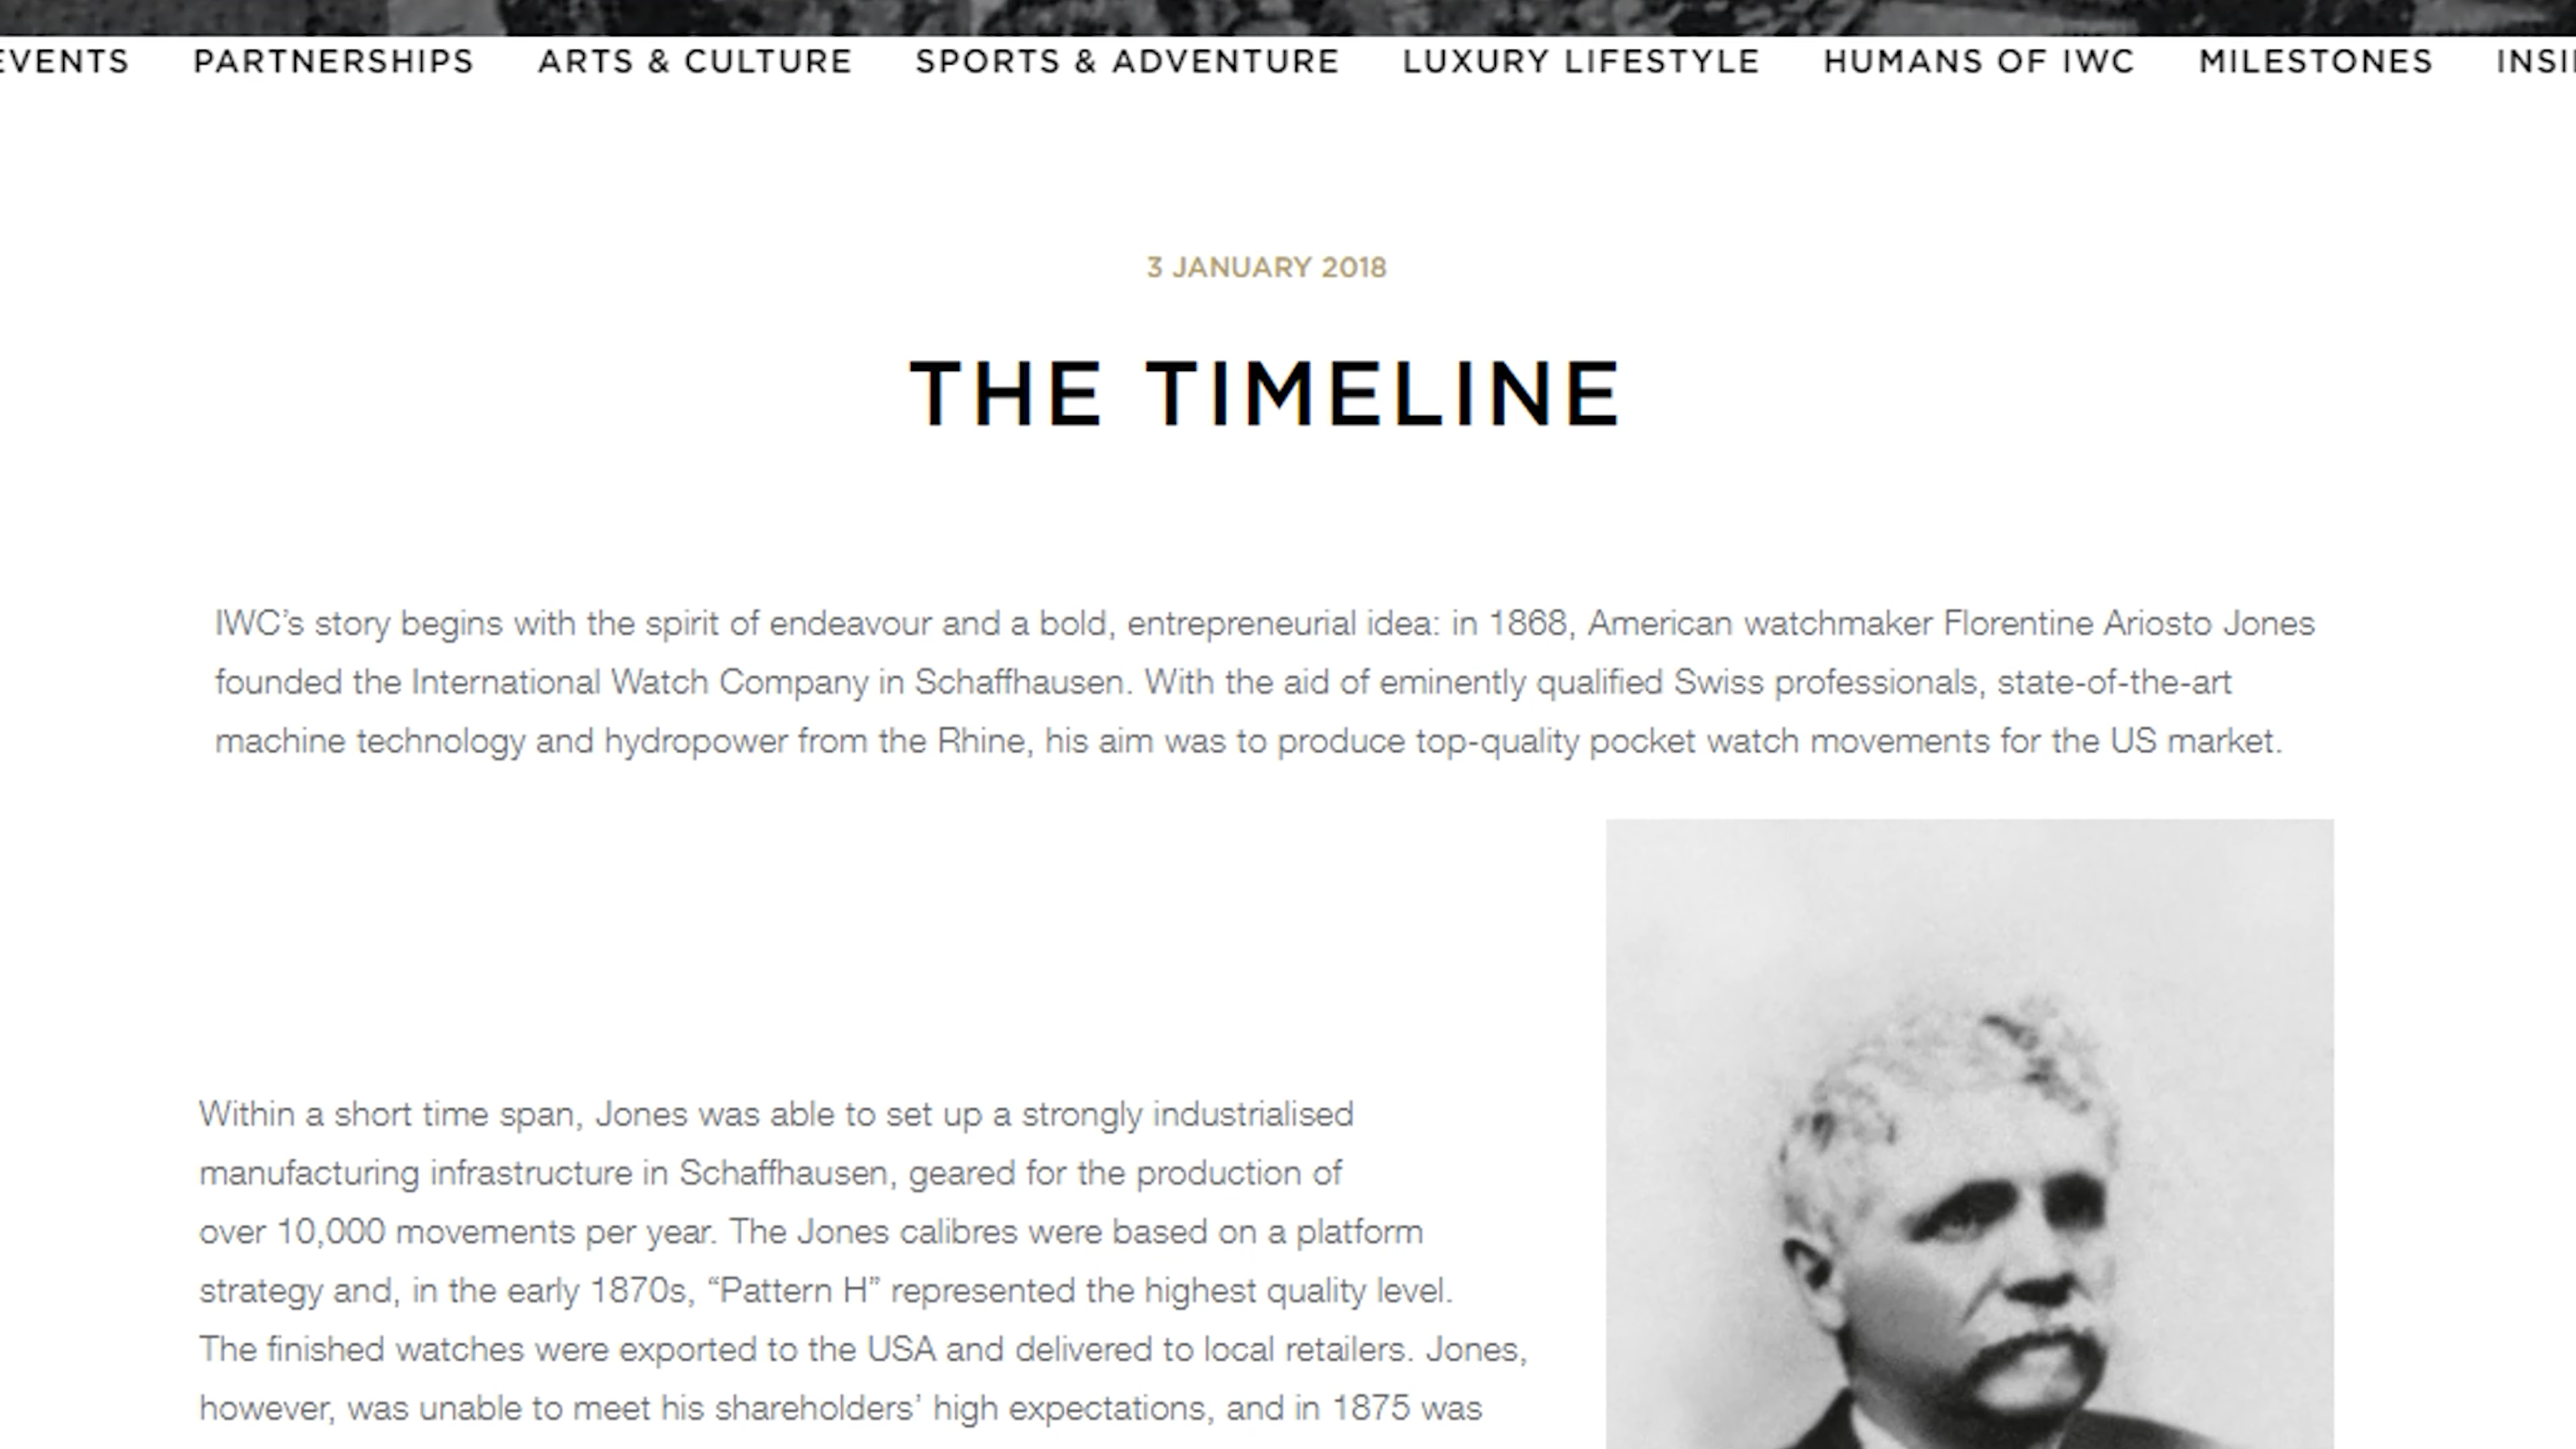 EVENTS PARTNERSHIPS ARTS & CULTURE SPORTS & ADVENTURE LUXURY LIFESTYLE HUMANS OF IWC MILESTONES
3 JANUARY 2018
THE TIMELINE
IWC’s story begins with the spirit of endeavour and a bold, entrepreneurial idea: in 1868, American watchmaker Florentine Ariosto Jones
founded the International Watch Company in Schaffhausen. With the aid of eminently qualified Swiss professionals, state-of-the-art
machine technology and hydropower from the Rhine, his aim was to produce top-quality pocket watch movements for the US market.
Within a short time span, Jones was able to set up a strongly industrialised
manufacturing infrastructure in Schaffhausen, geared for the production of
over 10,000 movements per year. The Jones calibres were based on a platform
strategy and, in the early 1870s, “Pattern H” represented the highest quality level.
The finished watches were exported to the USA and delivered to local retailers. Jones,
however, was unable to meet his shareholders’ high expectations, and in 1875 was